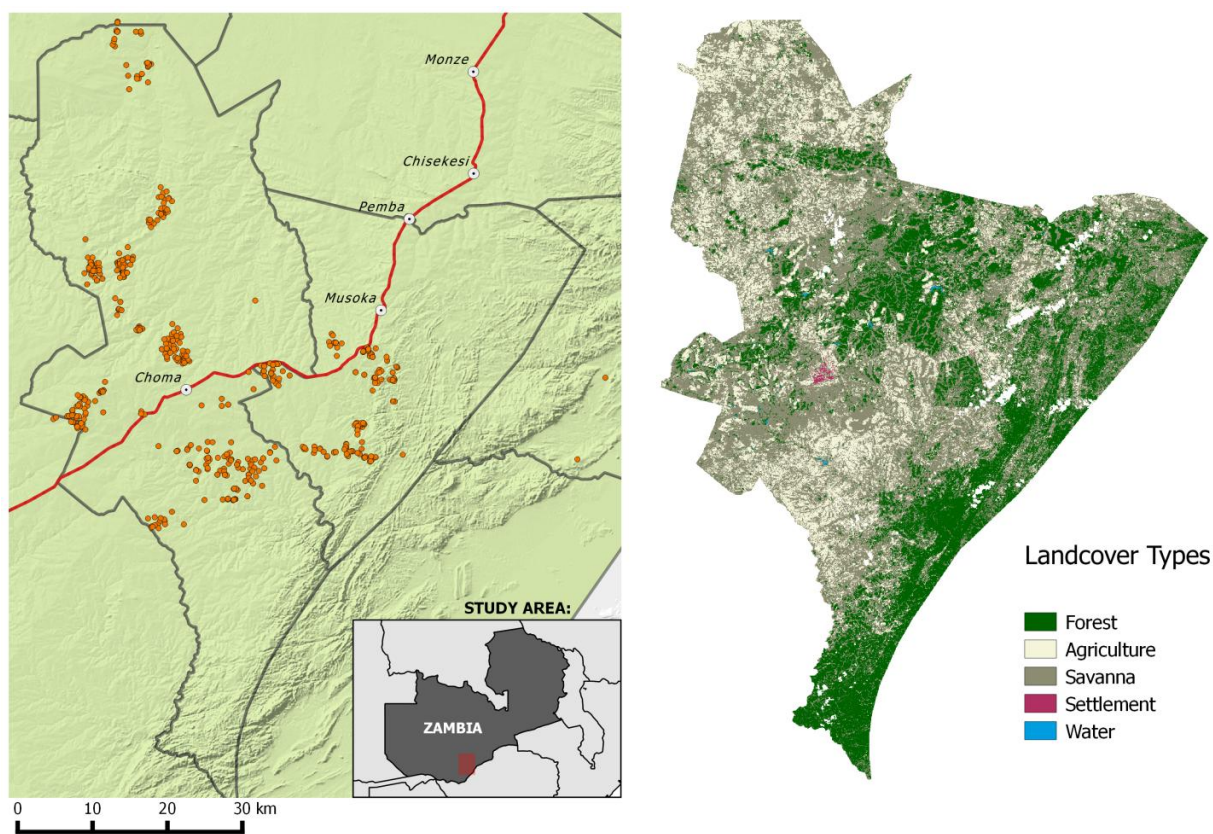 Monze
Chisekesi
Pemba
Musoka
Choma
STUDY AREA:
ZAMBIA
0 10 20 30 km
Landcover Types
Forest
Agriculture
Savanna
Settlement
Water